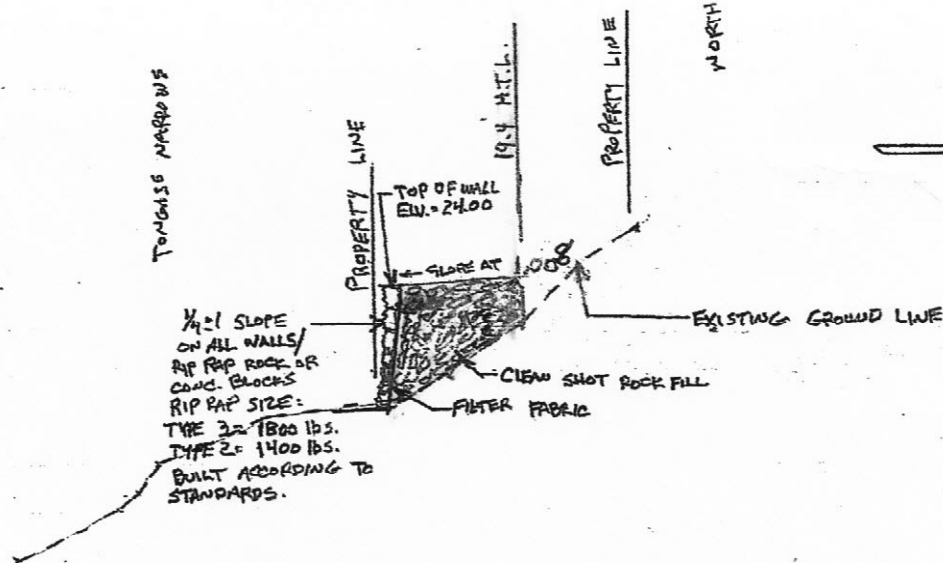 TONGASS NARROWS
PROPERTY LINE
19.4 H.T.L.
PROPERTY LINE
NORTH
TOP OF WALL
ELV. = 24.00
SLOPE AT
.008
EXISTING GROUND LINE
CLEAN SHOT ROCK FILL
FILTER FABRIC
¼:1 SLOPE
ON ALL WALLS/
RIP RAP ROCK OR
CONC. BLOCKS
RIP RAP SIZE:
TYPE 3= 1800 lbs.
TYPE 2= 1400 lbs.
BUILT ACCORDING TO
STANDARDS.